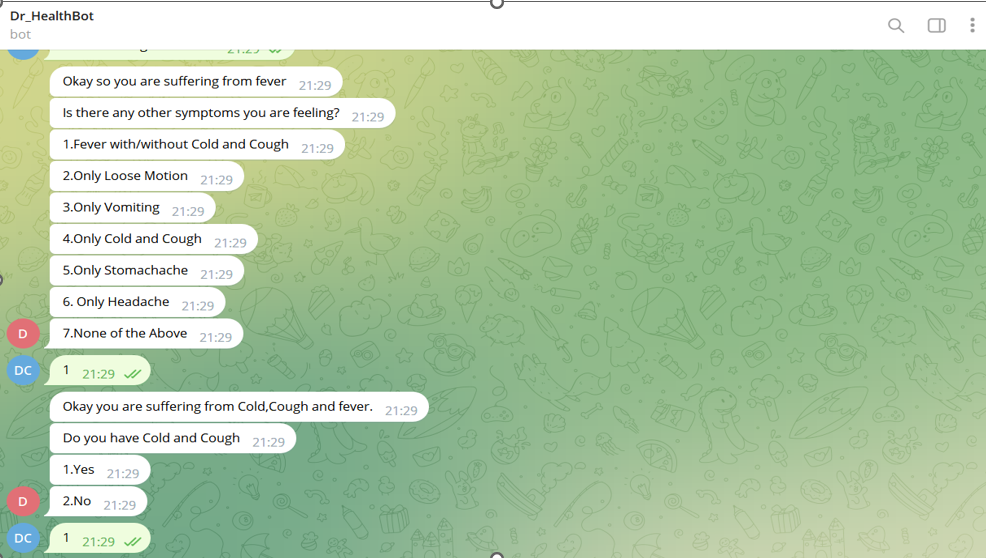 Dr_HealthBot
bot
21:29
Okay so you are suffering from fever 21:29
Is there any other symptoms you are feeling? 21:29
1.Fever with/without Cold and Cough 21:29
2.Only Loose Motion 21:29
3.Only Vomiting 21:29
4.Only Cold and Cough 21:29
5.Only Stomachache 21:29
6. Only Headache 21:29
D 7.None of the Above 21:29
DC 1 21:29
Okay you are suffering from Cold,Cough and fever. 21:29
Do you have Cold and Cough 21:29
1.Yes 21:29
D 2.No 21:29
DC 1 21:29